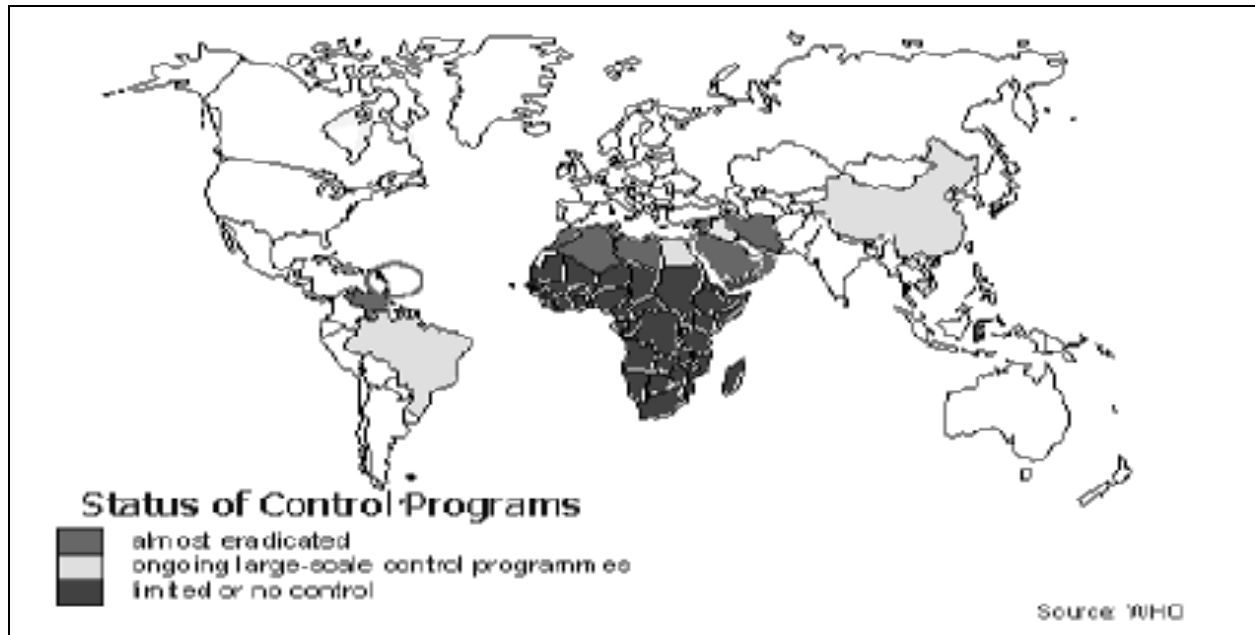 Status of Control Programs
almost eradicated
ongoing large-scale control programmes
limited or no control
Source: WHO